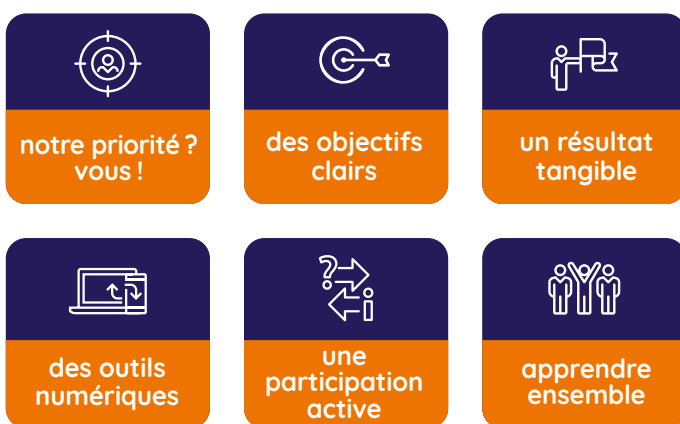 notre priorité ?
vous !
des objectifs
clairs
un résultat
tangible
des outils
numériques
une
participation
active
apprendre
ensemble